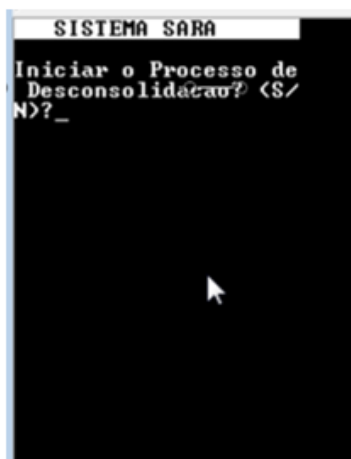 SISTEMA SARA
Iniciar o Processo de
Desconsolidacao? (S/
N)?_